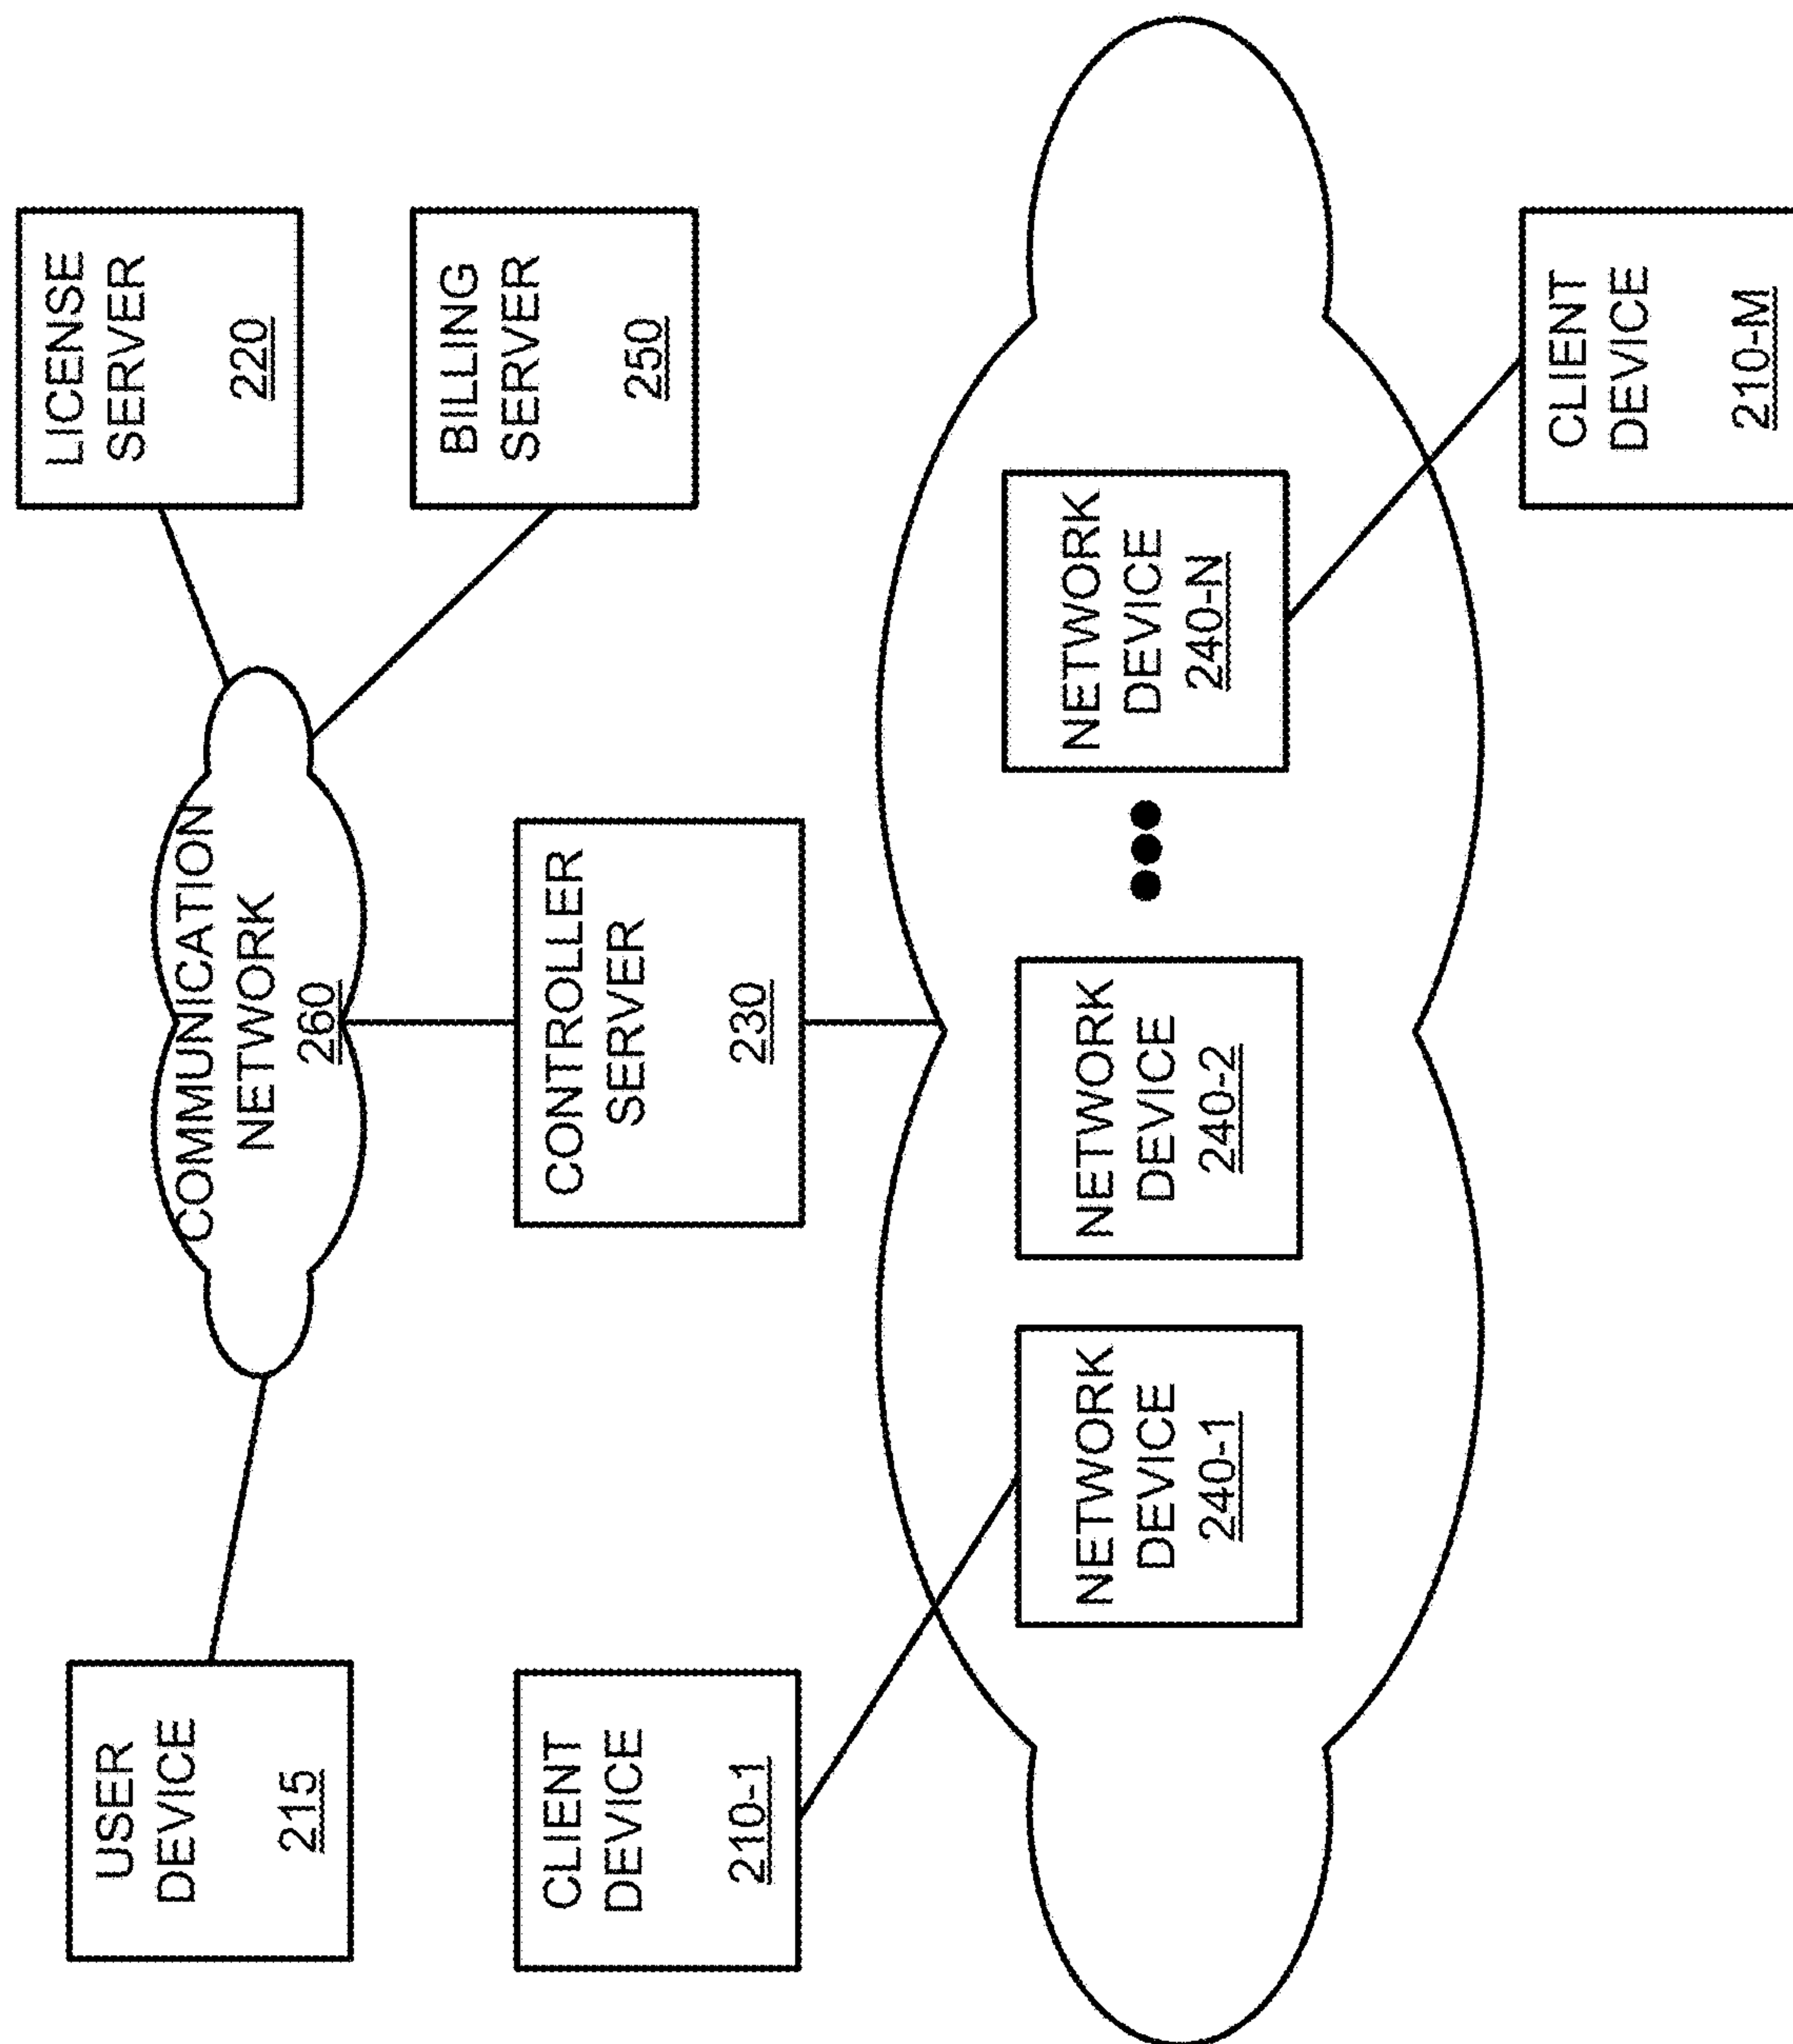 USER
DEVICE
215
COMMUNICATION
NETWORK
260
LICENSE
SERVER
220
BILLING
SERVER
250
CLIENT
DEVICE
210-1
CONTROLLER
SERVER
230
NETWORK
DEVICE
240-1
NETWORK
DEVICE
240-2
NETWORK
DEVICE
240-N
CLIENT
DEVICE
210-M